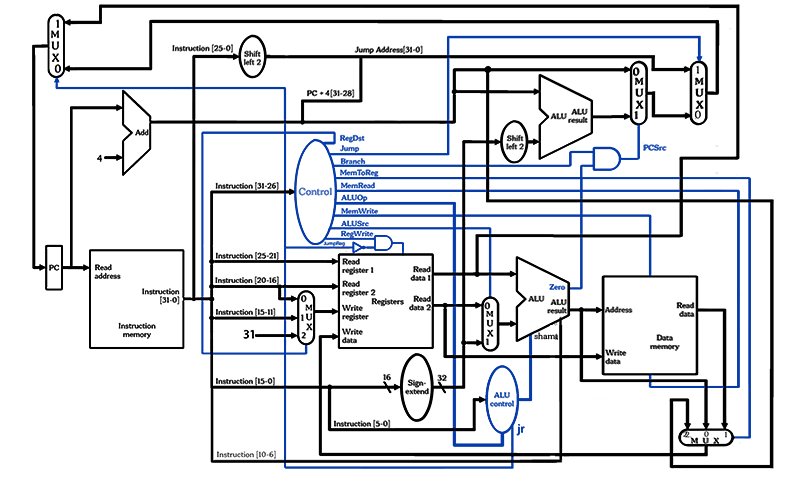 1
M
U
X
0
Instruction [25-0]
Shift
left 2
Jump Address[31-0]
PC + 4[31-28]
Add
4
ALU
ALU
result
0
M
U
X
1
1
M
U
X
0
Shift
left 2
PCSrc
RegDst
Jump
Branch
MemToReg
MemRead
ALUOp
MemWrite
ALUSrc
RegWrite
JumpReg
Control
Instruction [31-26]
PC
Read
address
Instruction
[31-0]
Instruction
memory
Instruction [25-21]
Instruction [20-16]
Instruction [15-11]
31
0
M
1
U
X
2
Read
register 1
Read
register 2
Write
register
Write
data
Registers
Read
data 1
Read
data 2
0
M
U
X
1
Zero
ALU
ALU
result
shamt
Address
Read
data
Data
memory
Write
data
Instruction [15-0]
16
Sign-
extend
32
ALU
control
Instruction [5-0]
jr
2
0
1
M U X
Instruction [10-6]